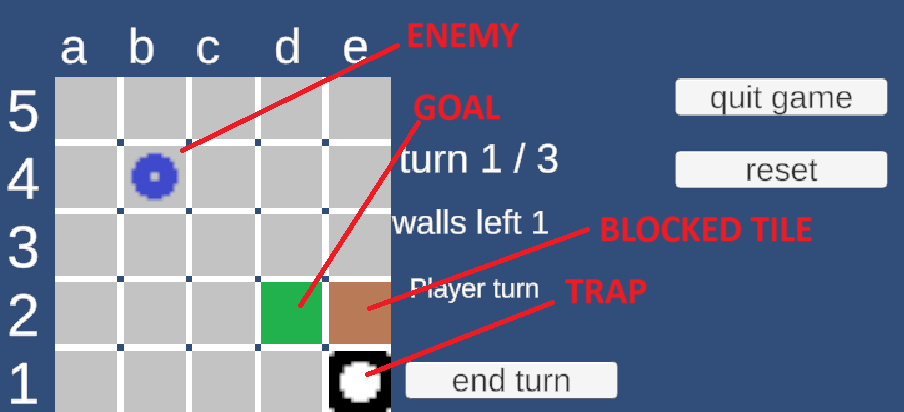 a b c d e
ENEMY
GOAL
5
quit game
4
turn 1 / 3
reset
3
walls left 1
BLOCKED TILE
2
Player turn
TRAP
1
end turn